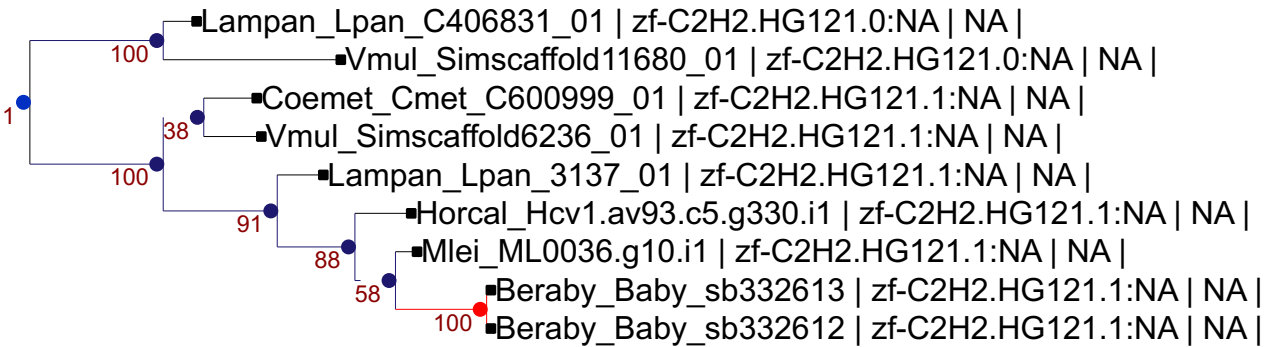 Lampan_Lpan_C406831_01 | zf-C2H2.HG121.0:NA | NA |
100
Vmul_Simscaffold11680_01 | zf-C2H2.HG121.0:NA | NA |
Coemet_Cmet_C600999_01 | zf-C2H2.HG121.1:NA | NA |
1
38
Vmul_Simscaffold6236_01 | zf-C2H2.HG121.1:NA | NA |
100
Lampan_Lpan_3137_01 | zf-C2H2.HG121.1:NA | NA |
91
Horcal_Hcv1.av93.c5.g330.i1 | zf-C2H2.HG121.1:NA | NA |
88
Mlei_ML0036.g10.i1 | zf-C2H2.HG121.1:NA | NA |
58
Beraby_Baby_sb332613 | zf-C2H2.HG121.1:NA | NA |
100
Beraby_Baby_sb332612 | zf-C2H2.HG121.1:NA | NA |